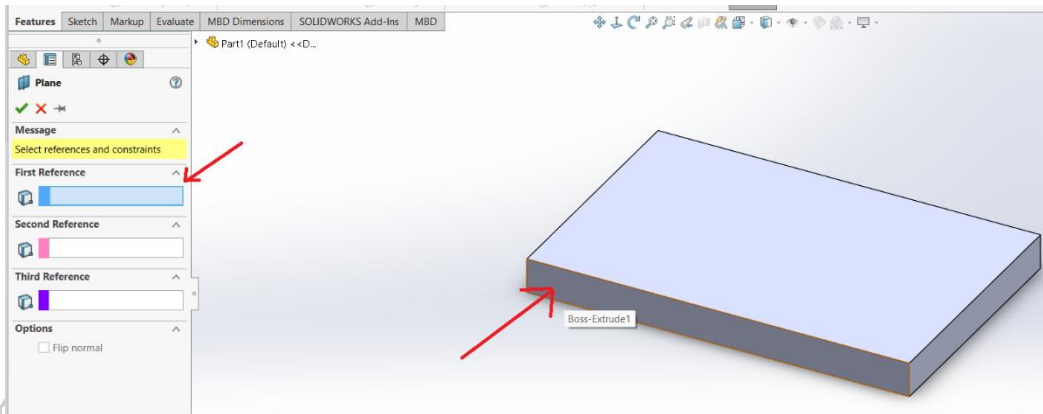 Features Sketch Markup Evaluate MBD Dimensions SOLIDWORKS Add-Ins MBD
Part1 (Default) <<D...
Plane
Message
Select references and constraints
First Reference
Second Reference
Third Reference
Options
Flip normal
Boss-Extrude1